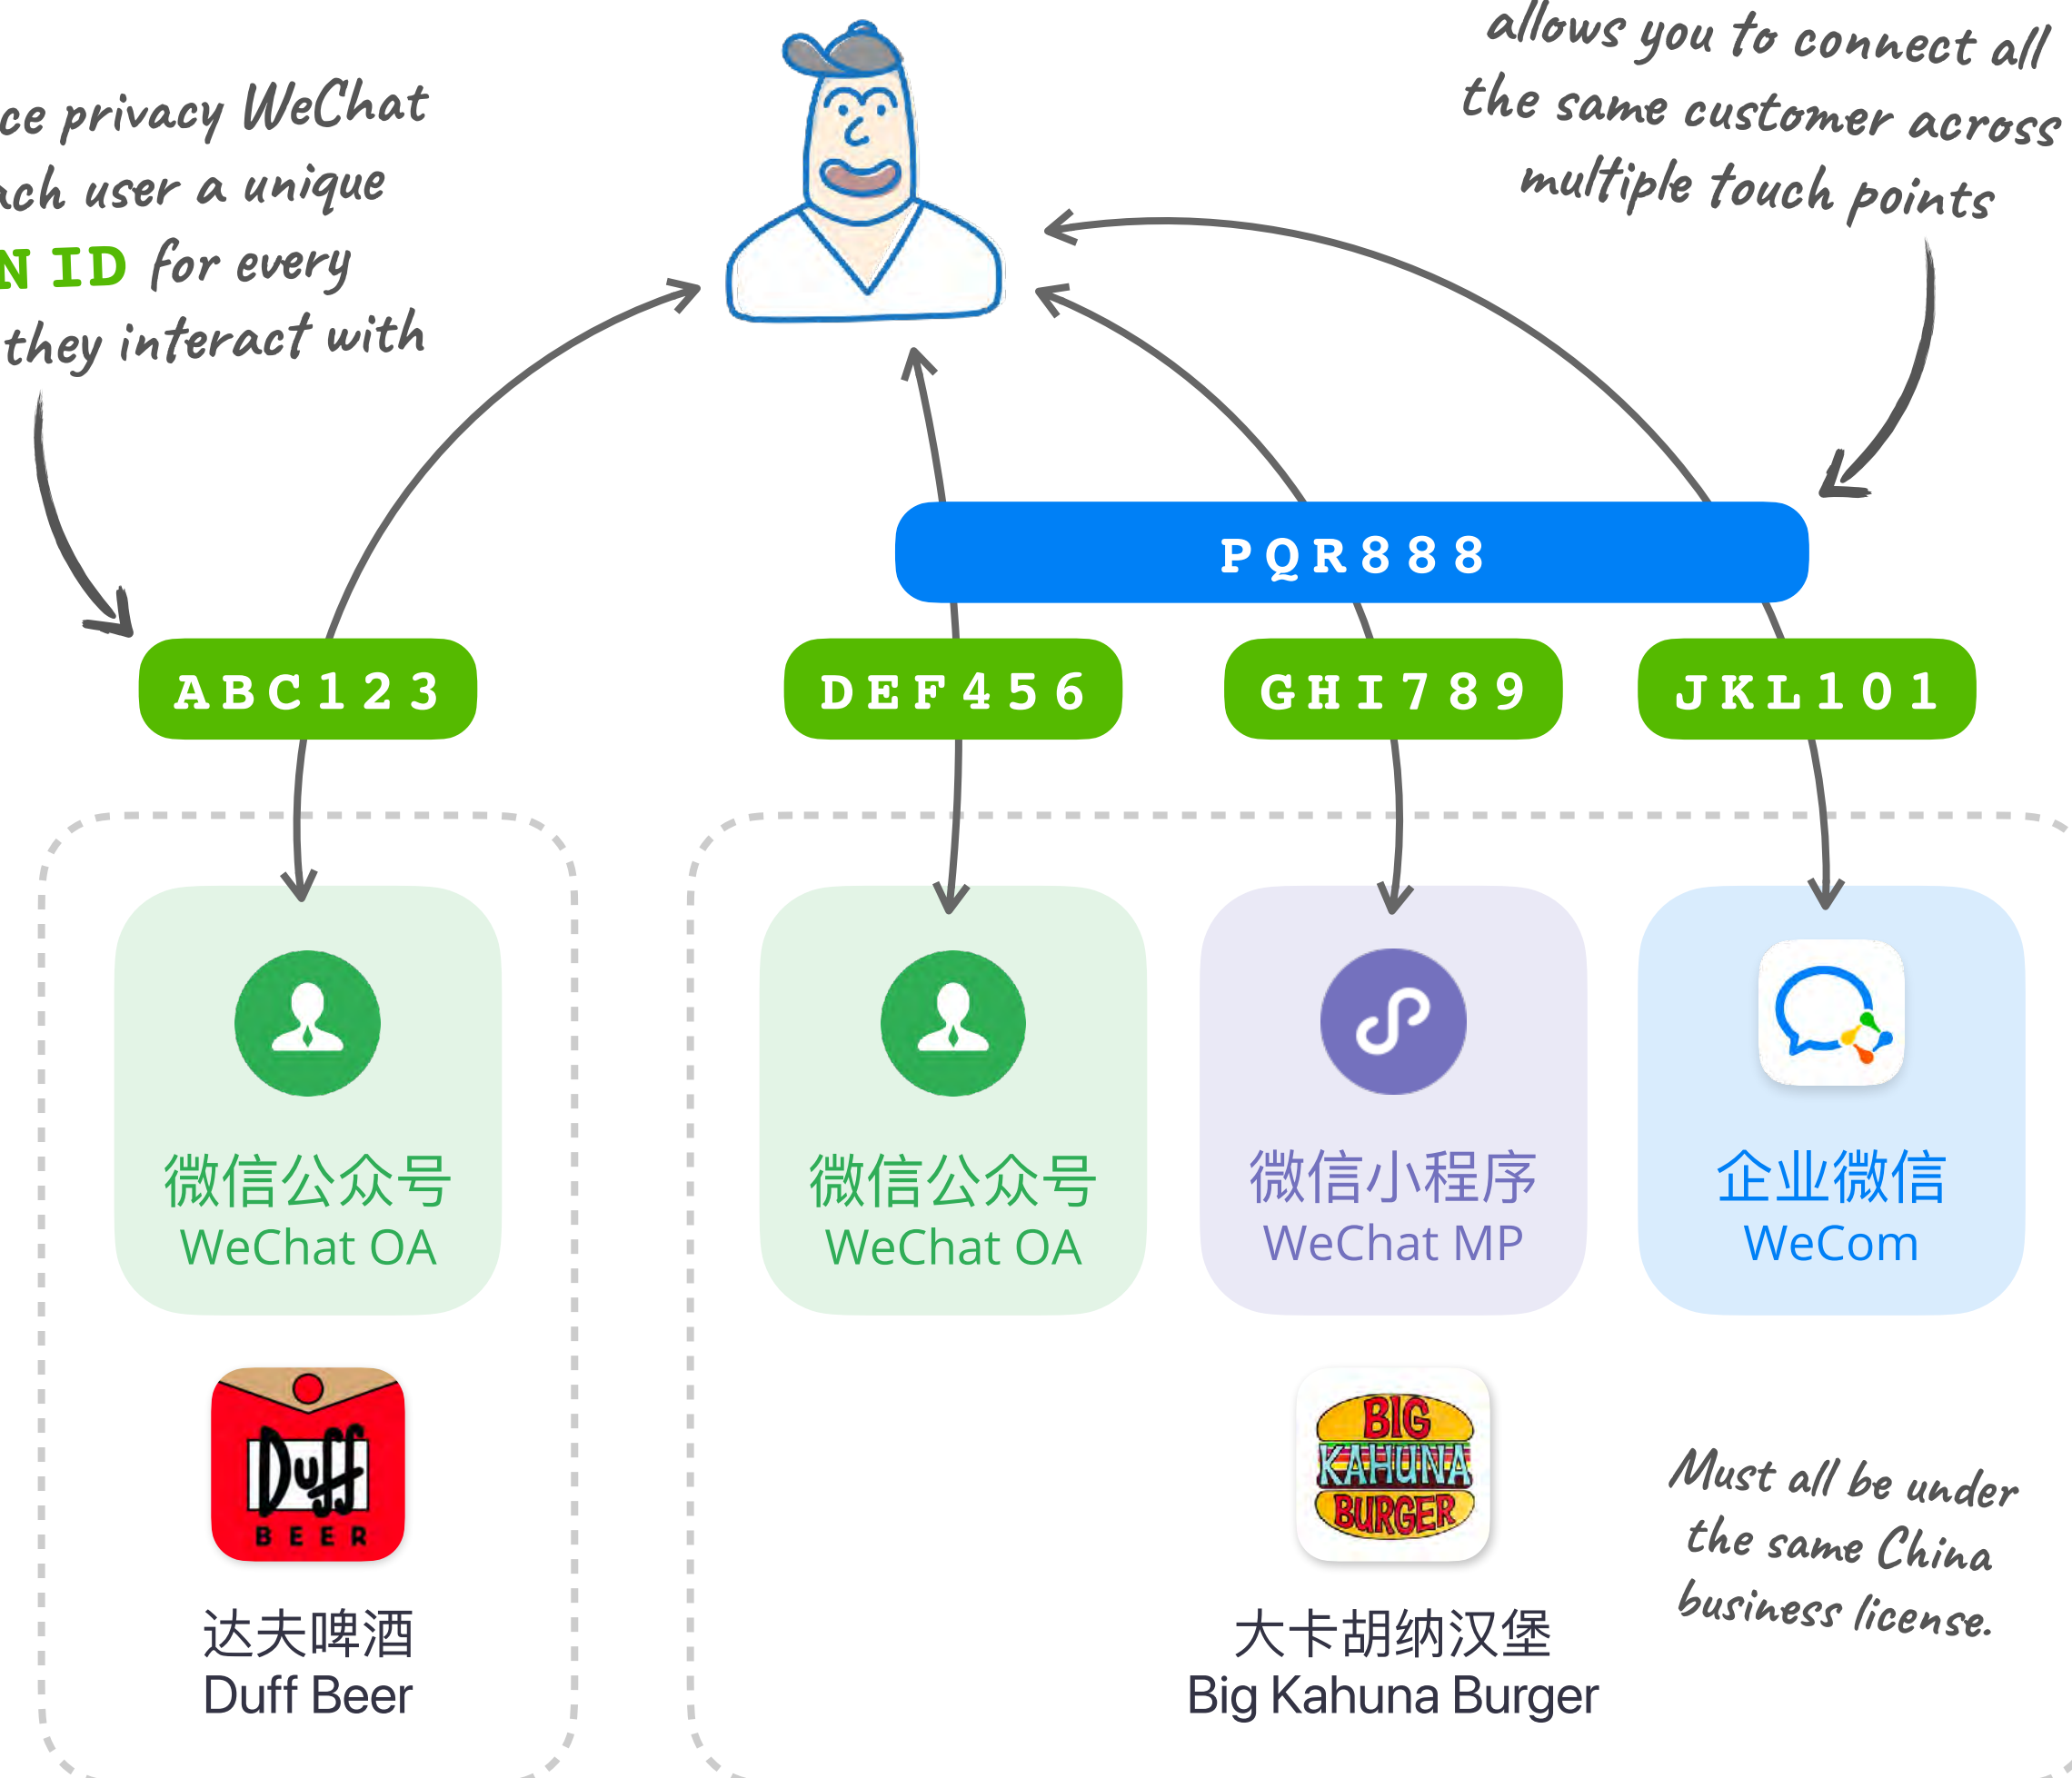 privacy WeChat
user a unique
ID for every
they interact with
allows you to connect all
the same customer across
multiple touch points
PQR888
ABC123
DEF456
GHI789
JKL101
微信公众号
WeChat OA
微信公众号
WeChat OA
微信小程序
WeChat MP
企业微信
WeCom
Duff
BEER
达夫啤酒
Duff Beer
BIG
KAHUNA
BURGER
大卡胡纳汉堡
Big Kahuna Burger
Must all be under
the same China
business license.